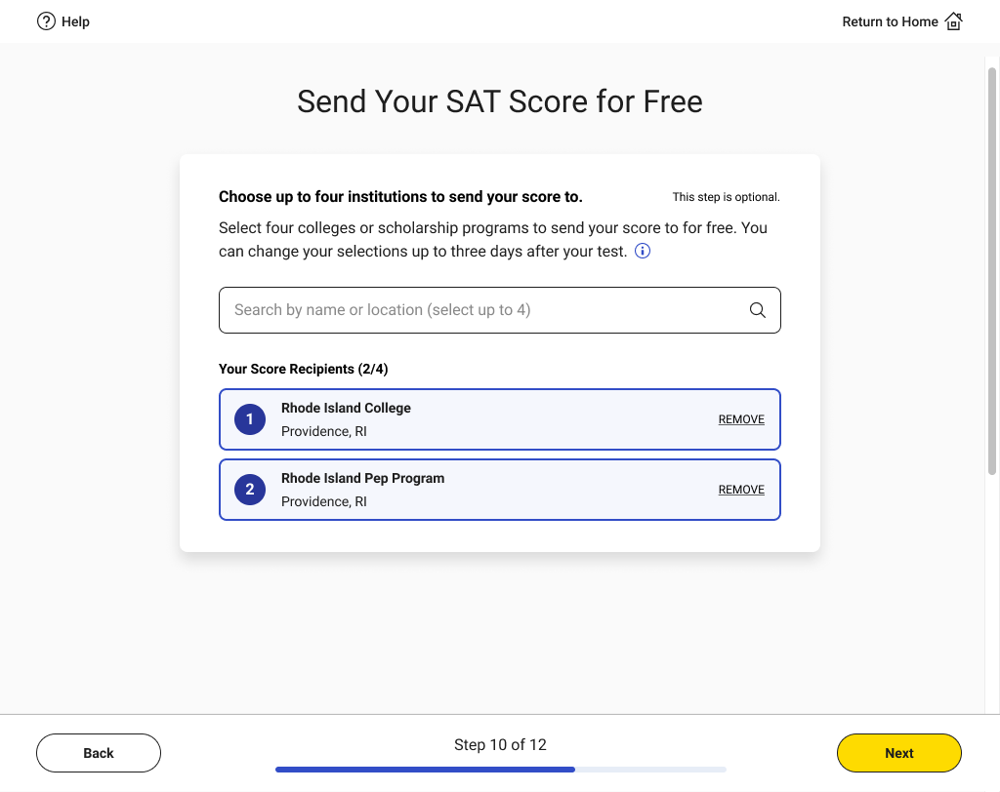 Help
Return to Home
Send Your SAT Score for Free
Choose up to four institutions to send your score to.
This step is optional.
Select four colleges or scholarship programs to send your score to for free. You
can change your selections up to three days after your test.
Search by name or location (select up to 4)
Your Score Recipients (2/4)
1
Rhode Island College
Providence, RI
REMOVE
2
Rhode Island Pep Program
Providence, RI
REMOVE
Back
Step 10 of 12
Next